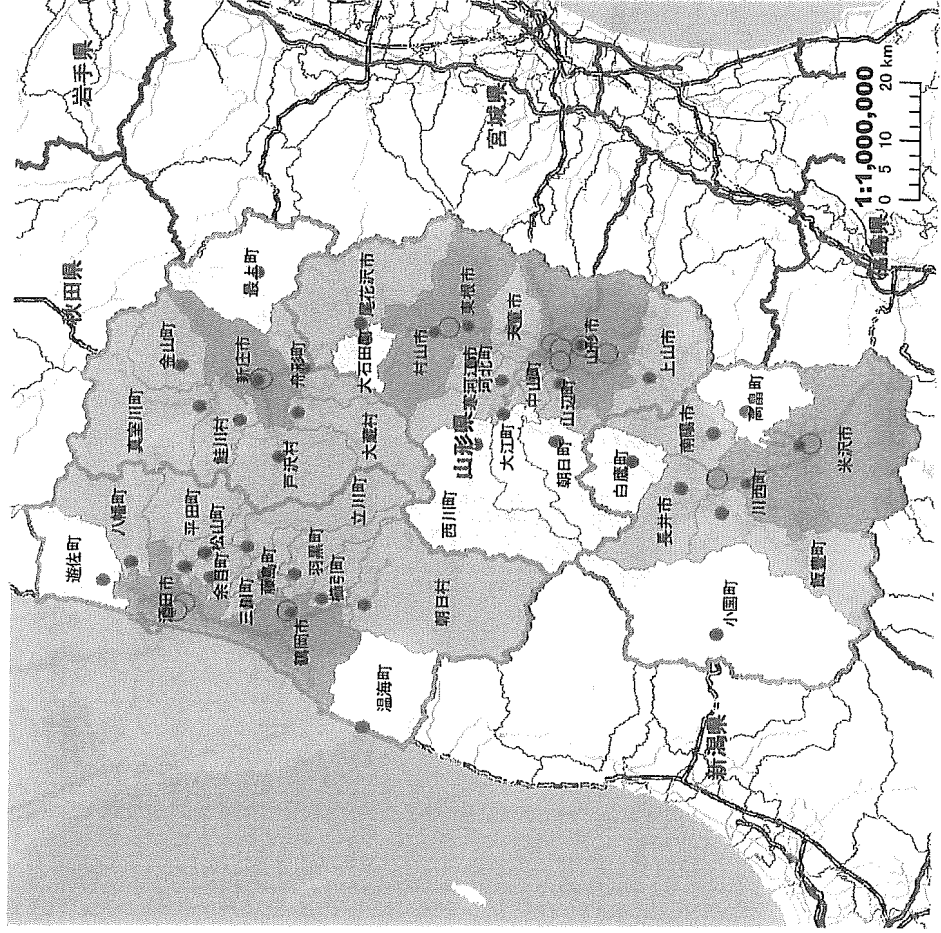 岩手県
秋田県
遊佐町
八幡町
真室川町
金山町
最上町
酒田市
平田町
松山町
余目町
鮭川村
新庄市
舟形町
三川町
藤島町
戸沢村
鶴岡市
羽黒町
櫛引町
立川町
大蔵村
大石田町
尾花沢市
温海町
朝日村
西川町
山形県
村山市
東根市
寒河江市
河北町
宮城県
大江町
天童市
中山町
朝日町
山辺町
山形市
白鷹町
上山市
長井市
南陽市
高畠町
小国町
川西町
飯豊町
米沢市
新潟県
福島県
1:1,000,000
0 5 10 20 km